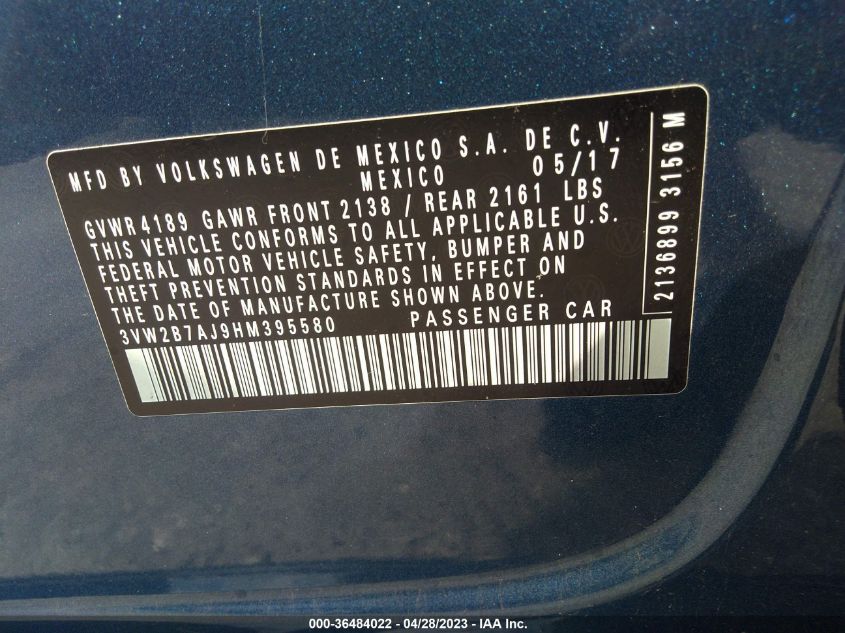 MFD BY VOLKSWAGEN DE MEXICO S.A. DE C.V.
MEXICO 05/17
GVWR 4189 GAWR FRONT 2138 / REAR 2161 LBS
THIS VEHICLE CONFORMS TO ALL APPLICABLE U.S.
FEDERAL MOTOR VEHICLE SAFETY, BUMPER AND
THEFT PREVENTION STANDARDS IN EFFECT ON
THE DATE OF MANUFACTURE SHOWN ABOVE.
3VW2B7AJ9HM395580 PASSENGER CAR
2136899 3156 M
000-36484022 - 04/28/2023 - IAA Inc.